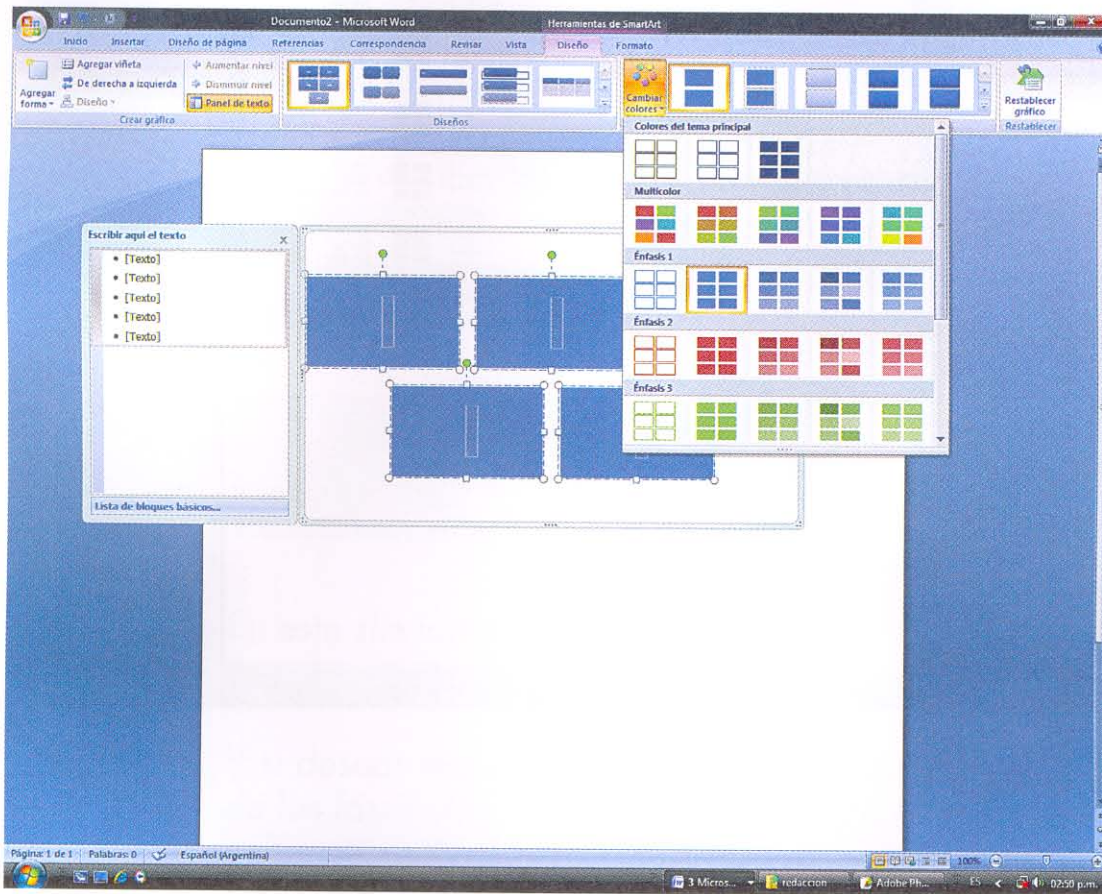 Documento2 - Microsoft Word
Herramientas de SmartArt
Inicio Insertar Diseño de página Referencias Correspondencia Revisar Vista Diseño Formato
Agregar forma
Agregar viñeta
De derecha a izquierda
Diseño
Aumentar nivel
Disminuir nivel
Panel de texto
Crear gráfico
Diseños
Cambiar colores
Restablecer gráfico
Restablecer
Colores del tema principal
Multicolor
Énfasis 1
Énfasis 2
Énfasis 3
Escribir aquí el texto
[Texto]
[Texto]
[Texto]
[Texto]
[Texto]
Lista de bloques básicos...
Página: 1 de 1 Palabras: 0 Español (Argentina) 100%
3 Micros... redaccion Adobe Ph... ES 02:50 p.m.